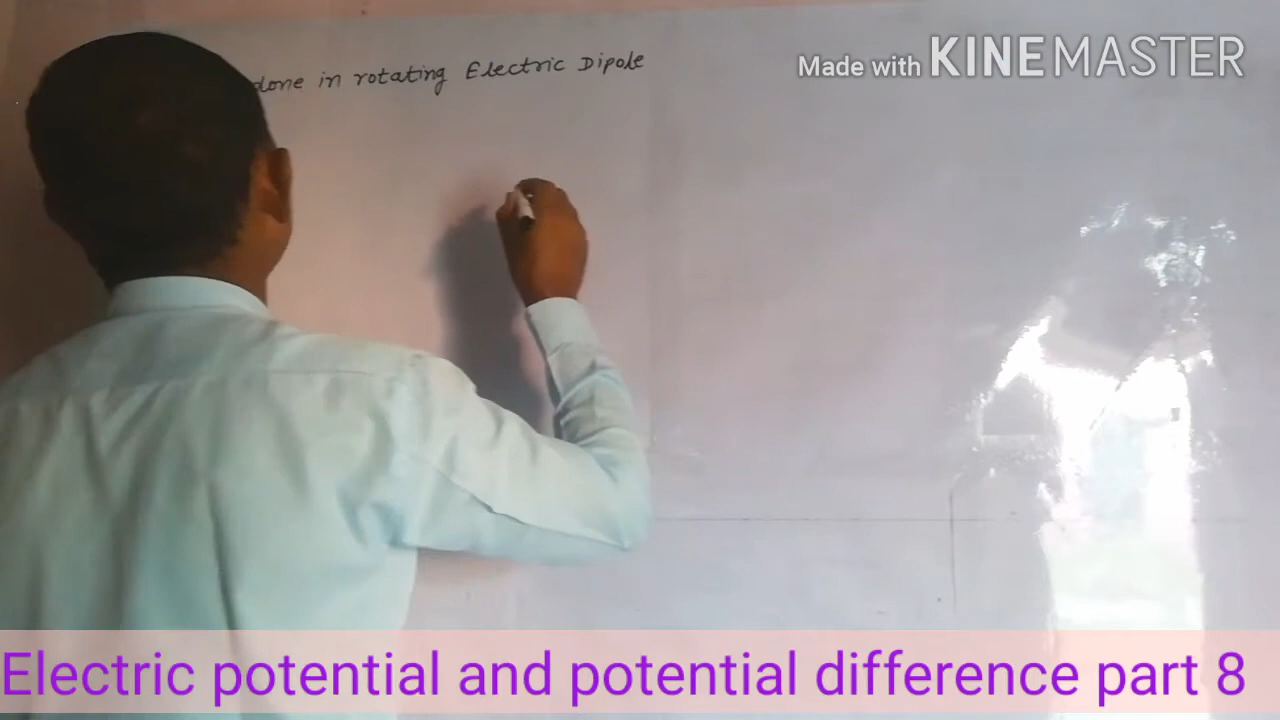 done in rotating Electric Dipole
Made with KINEMASTER
Electric potential and potential difference part 8